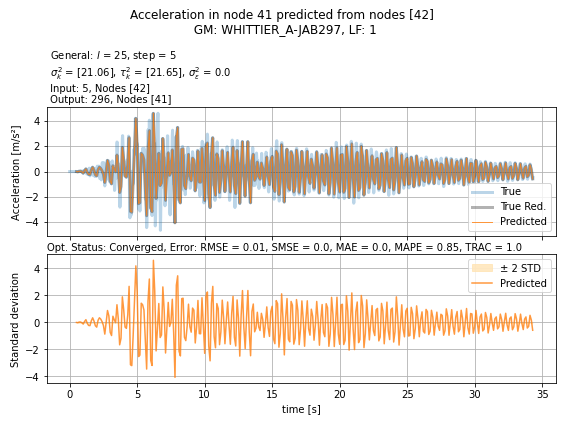 Acceleration in node 41 predicted from nodes [42]
GM: WHITTIER_A-JAB297, LF: 1
General: l = 25, step = 5
σ²ₖ = [21.06], τ²ₖ = [21.65], σ²ε = 0.0
Input: 5, Nodes [42]
Output: 296, Nodes [41]
Acceleration [m/s²]
4
2
0
−2
−4
True
True Red.
Predicted
Opt. Status: Converged, Error: RMSE = 0.01, SMSE = 0.0, MAE = 0.0, MAPE = 0.85, TRAC = 1.0
Standard deviation
4
2
0
−2
−4
± 2 STD
Predicted
0 5 10 15 20 25 30 35
time [s]